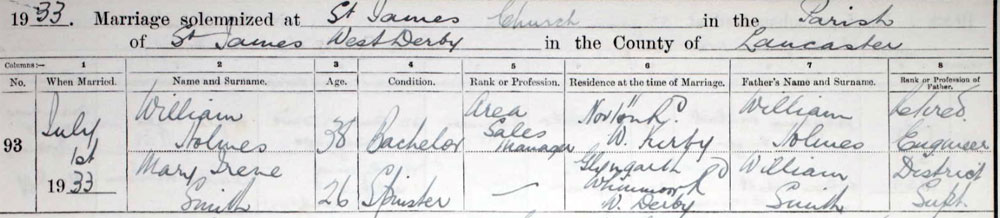 1933. Marriage solemnized at St James Church in the Parish
of St James West Derby in the County of Lancaster
Columns:— 1 2 3 4 5 6 7 8
No. When Married. Name and Surname. Age. Condition. Rank or Profession. Residence at the time of Marriage. Father's Name and Surname. Rank or Profession of Father.
93
July
1st
1933
William
Holmes
38
Bachelor
Area
Sales
Manager
Norton Rd.
W. Kirby
William
Holmes
Retired
Engineer
Mary Irene
Smith
26
Spinster
—
Rd
W. Derby
William
Smith
District
Supt.